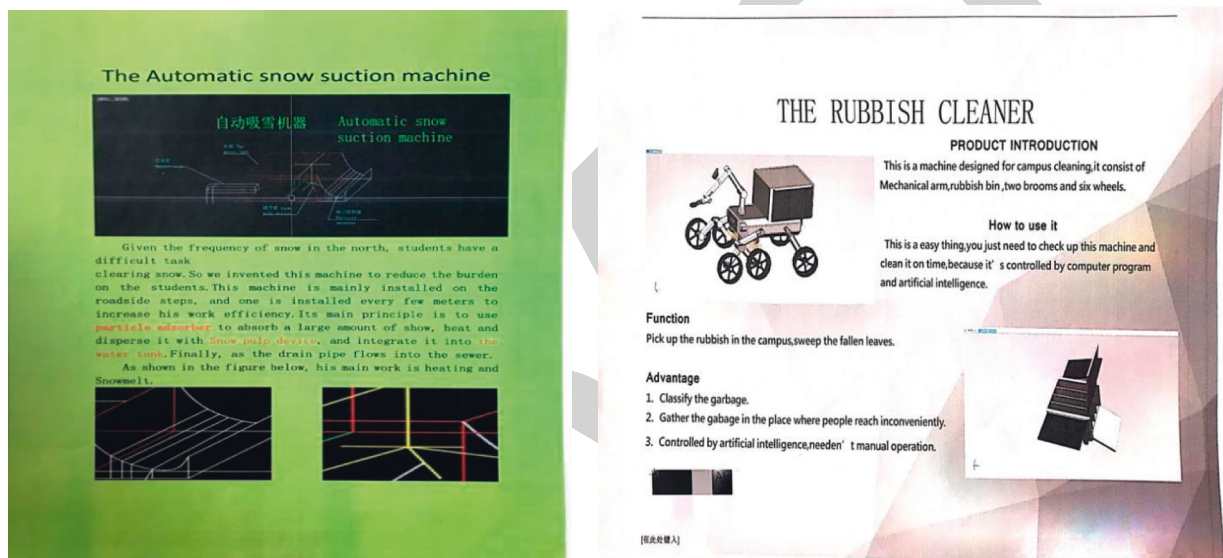 The Automatic snow suction machine
自动吸雪机器
Automatic snow
suction machine
Given the frequency of snow in the north, students have a
difficult task
clearing snow. So we invented this machine to reduce the burden
on the students. This machine is mainly installed on the
roadside steps, and one is installed every few meters to
increase his work efficiency. Its main principle is to use
particle adsorber to absorb a large amount of show, heat and
disperse it with Snow pulp device, and integrate it into the
water tank. Finally, as the drain pipe flows into the sewer.
As shown in the figure below, his main work is heating and
Snowmelt.
THE RUBBISH CLEANER
PRODUCT INTRODUCTION
This is a machine designed for campus cleaning,it consist of
Mechanical arm,rubbish bin ,two brooms and six wheels.
How to use it
This is a easy thing,you just need to check up this machine and
clean it on time,because it' s controlled by computer program
and artificial intelligence.
Function
Pick up the rubbish in the campus,sweep the fallen leaves.
Advantage
1. Classify the garbage.
2. Gather the gabage in the place where people reach inconveniently.
3. Controlled by artificial intelligence,needen' t manual operation.
[在此处键入]